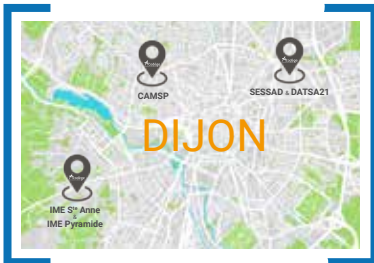 CAMSP
SESSAD & DATSA21
DIJON
IME Ste Anne
&
IME Pyramide